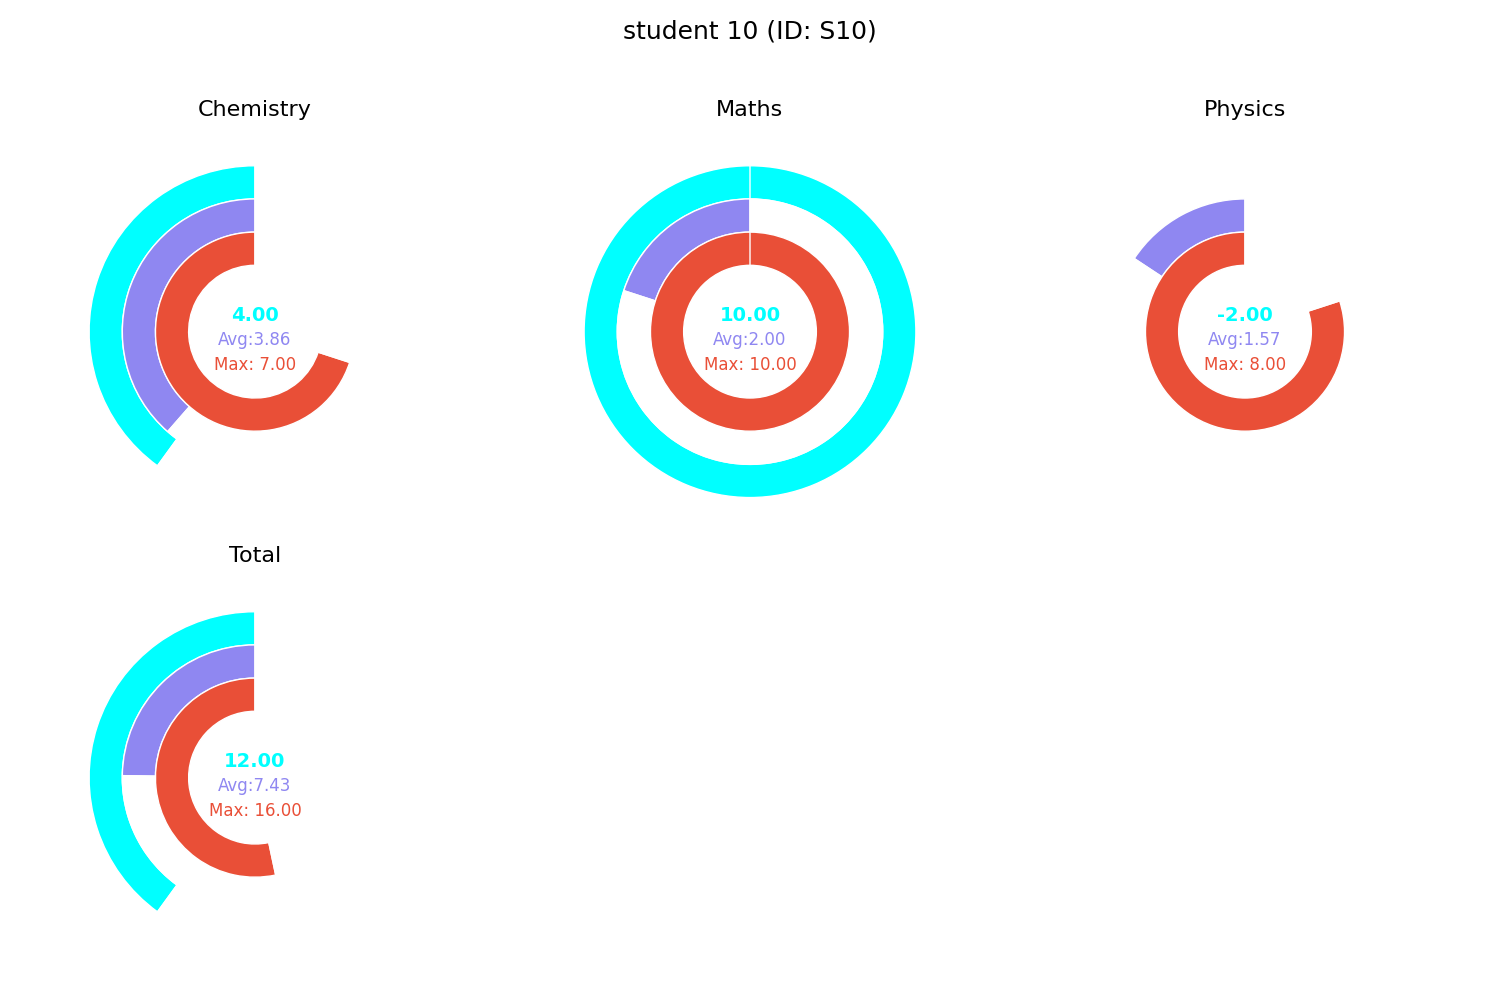 student 10 (ID: S10)
Chemistry
4.00
Avg:3.86
Max: 7.00
Maths
10.00
Avg:2.00
Max: 10.00
Physics
-2.00
Avg:1.57
Max: 8.00
Total
12.00
Avg:7.43
Max: 16.00